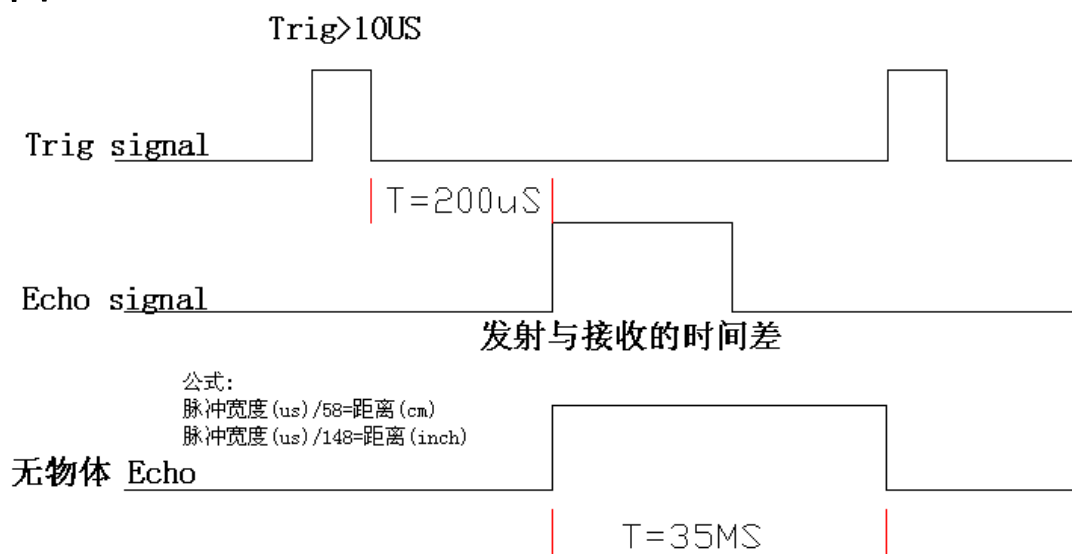 Trig>10US
Trig signal
T=200uS
Echo signal
发射与接收的时间差
公式:
脉冲宽度(us)/58=距离(cm)
脉冲宽度(us)/148=距离(inch)
无物体 Echo
T=35MS